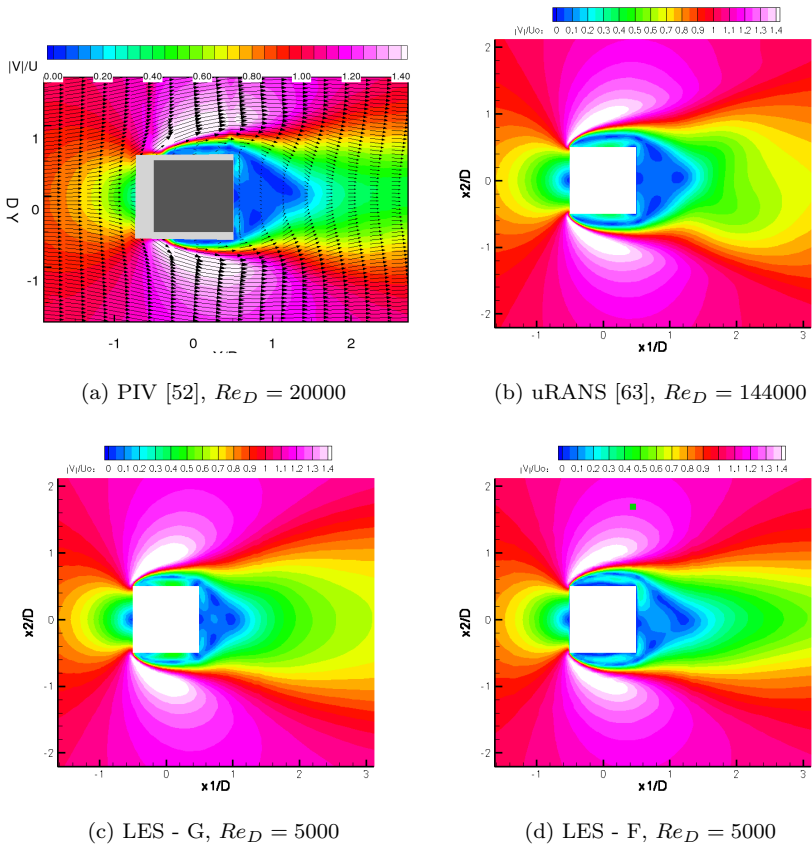 |V|/U
0.00 0.20 0.40 0.60 0.80 1.00 1.20 1.40
1
0
-1
D Y
-1 0 1 2
(a) PIV [52], Re_D = 20000
|V|/Uo: 0 0.1 0.2 0.3 0.4 0.5 0.6 0.7 0.8 0.9 1 1.1 1.2 1.3 1.4
2
1
0
-1
-2
x2/D
-1 0 1 2 3
x1/D
(b) uRANS [63], Re_D = 144000
|V|/Uo: 0 0.1 0.2 0.3 0.4 0.5 0.6 0.7 0.8 0.9 1 1.1 1.2 1.3 1.4
2
1
0
-1
-2
x2/D
-1 0 1 2 3
x1/D
(c) LES - G, Re_D = 5000
|V|/Uo: 0 0.1 0.2 0.3 0.4 0.5 0.6 0.7 0.8 0.9 1 1.1 1.2 1.3 1.4
2
1
0
-1
-2
x2/D
-1 0 1 2 3
x1/D
(d) LES - F, Re_D = 5000